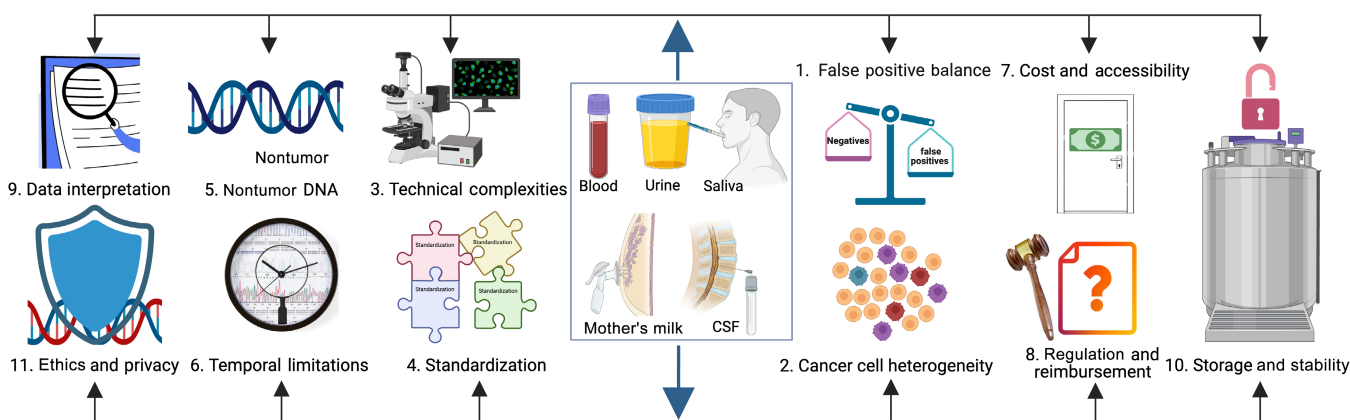 1. False positive balance
7. Cost and accessibility
Negatives
false
positives
$
Nontumor
9. Data interpretation
5. Nontumor DNA
3. Technical complexities
Blood
Urine
Saliva
Standardization
Standardization
Standardization
Standardization
?
Mother's milk
CSF
11. Ethics and privacy
6. Temporal limitations
4. Standardization
2. Cancer cell heterogeneity
8. Regulation and
reimbursement
10. Storage and stability